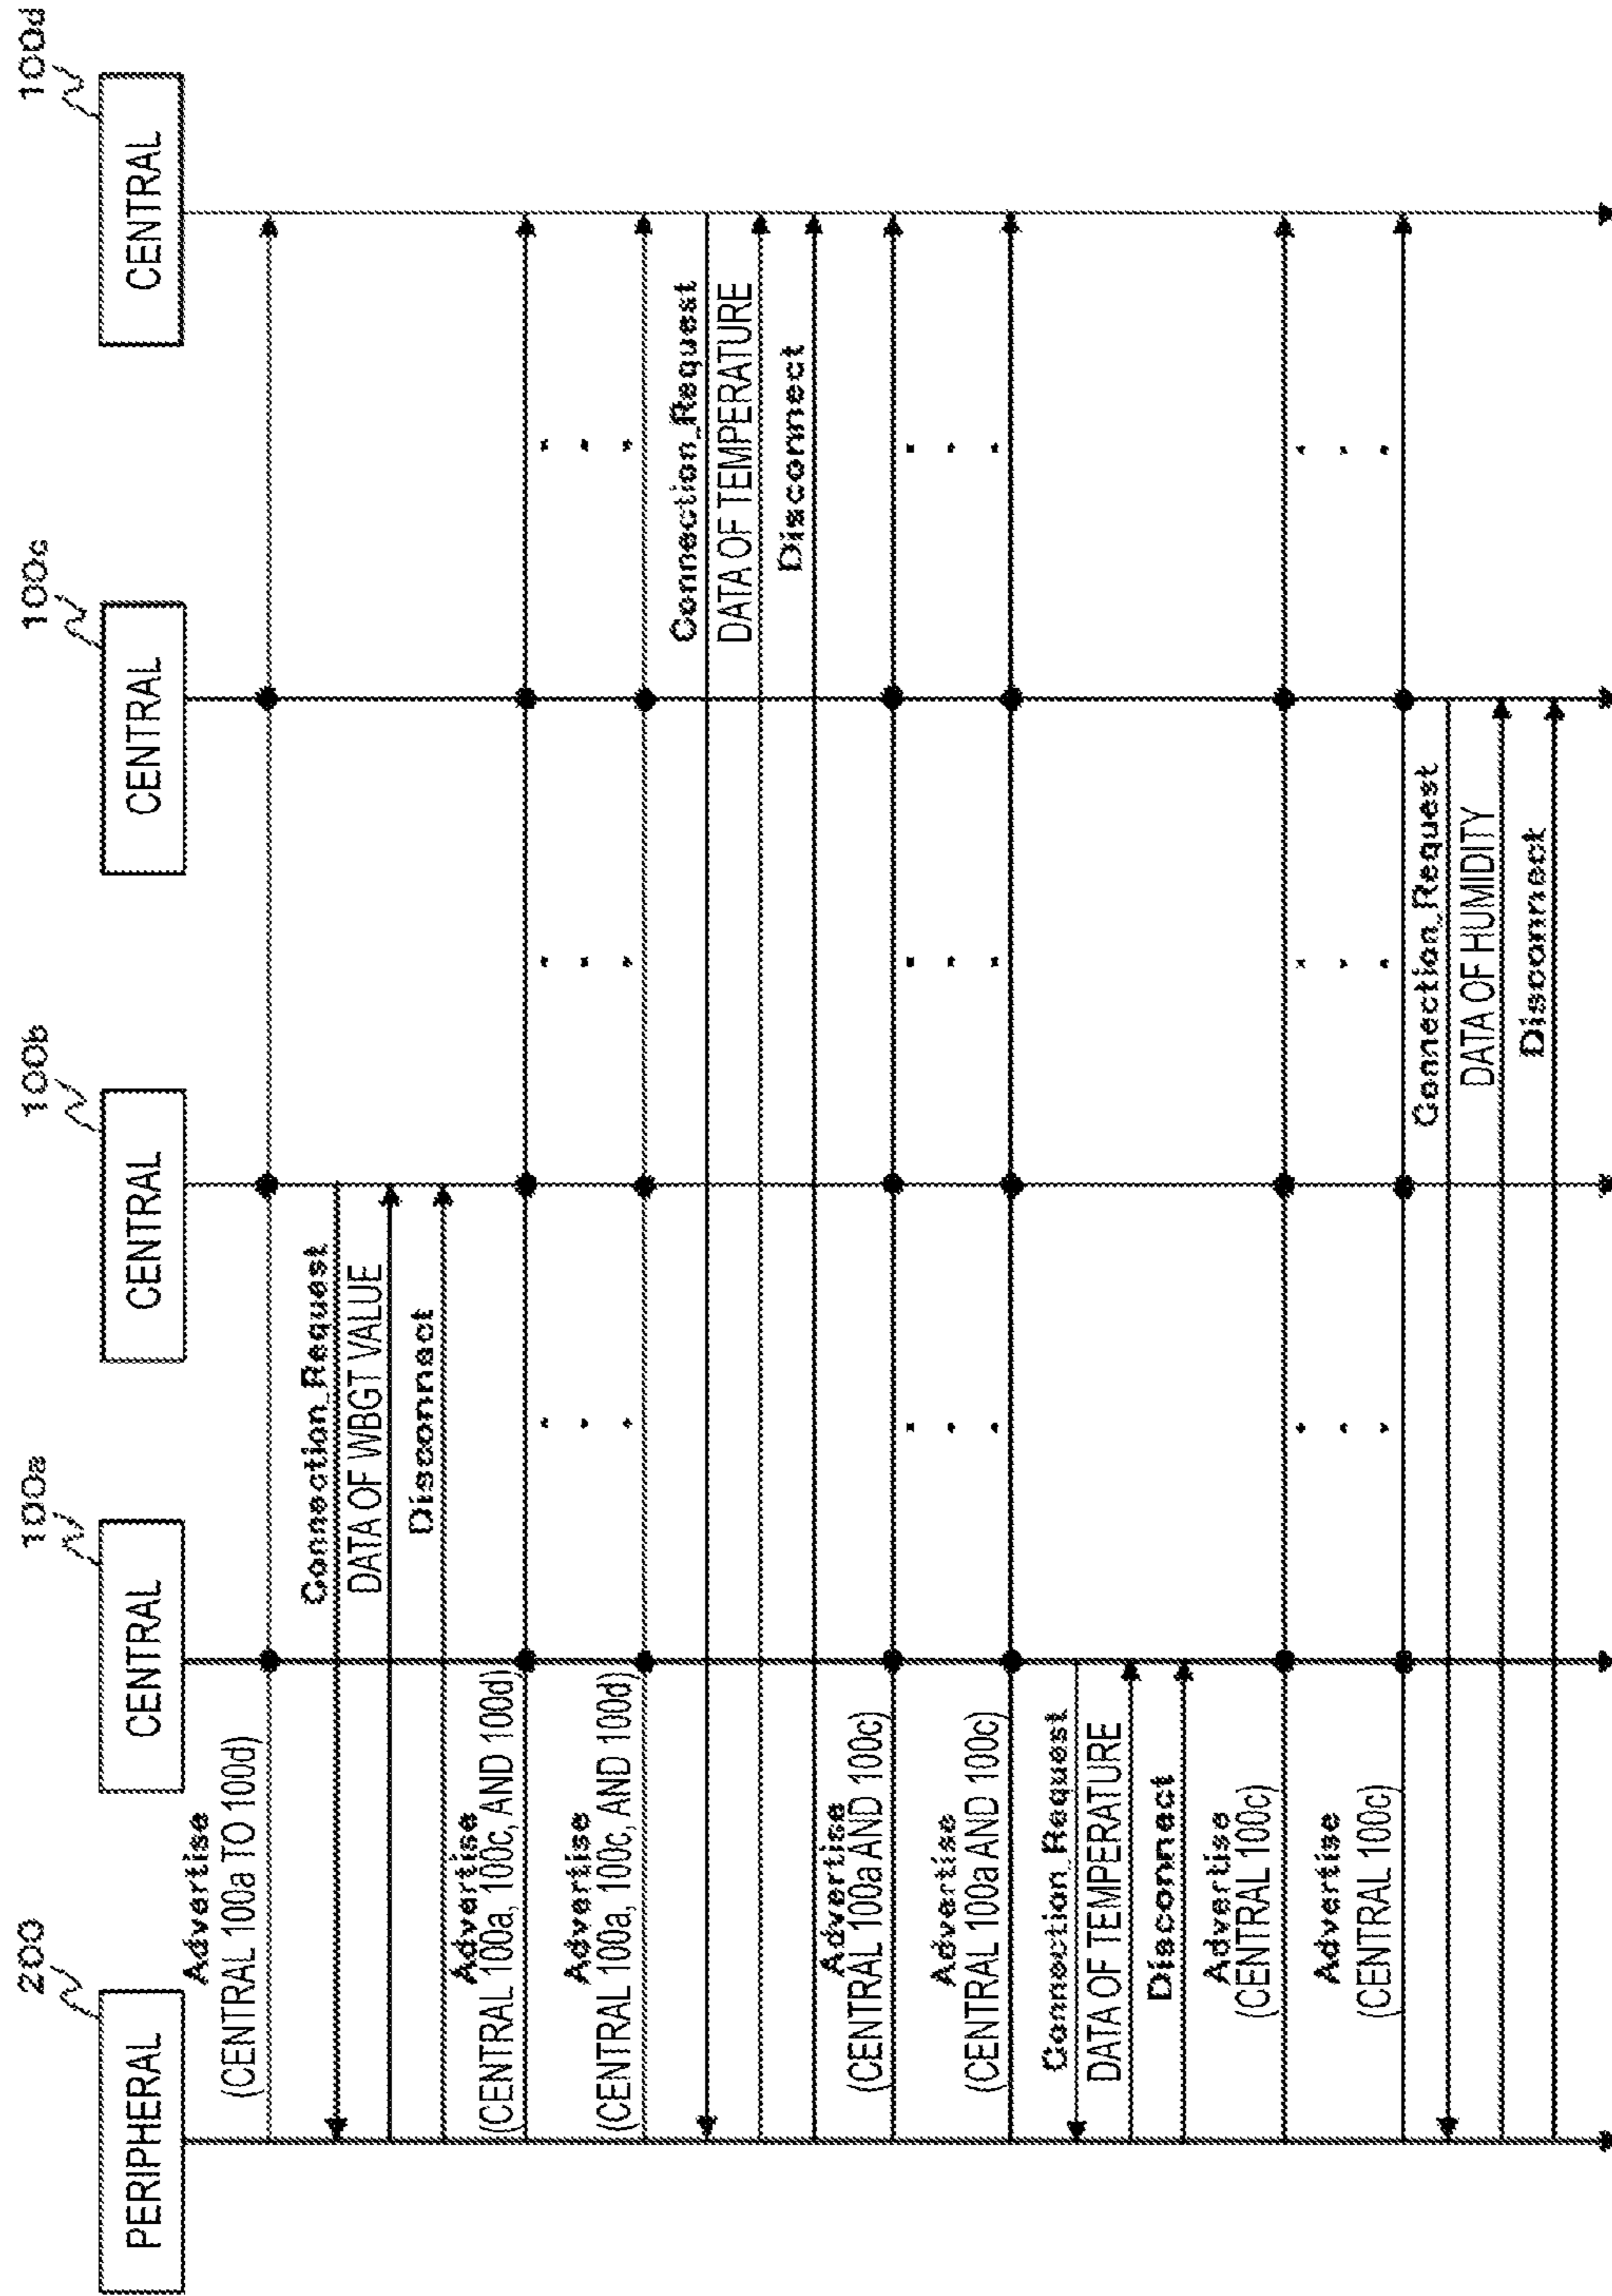 200
PERIPHERAL
100a
CENTRAL
100b
CENTRAL
100c
CENTRAL
100d
CENTRAL
Advertise
(CENTRAL 100a TO 100d)
Connection_Request
DATA OF WBGT VALUE
Disconnect
Advertise
(CENTRAL 100a, 100c, AND 100d)
Advertise
(CENTRAL 100a, 100c, AND 100d)
Connection_Request
DATA OF TEMPERATURE
Disconnect
Advertise
(CENTRAL 100a AND 100c)
Advertise
(CENTRAL 100a AND 100c)
Connection_Request
DATA OF TEMPERATURE
Disconnect
Advertise
(CENTRAL 100c)
Advertise
(CENTRAL 100c)
Connection_Request
DATA OF HUMIDITY
Disconnect